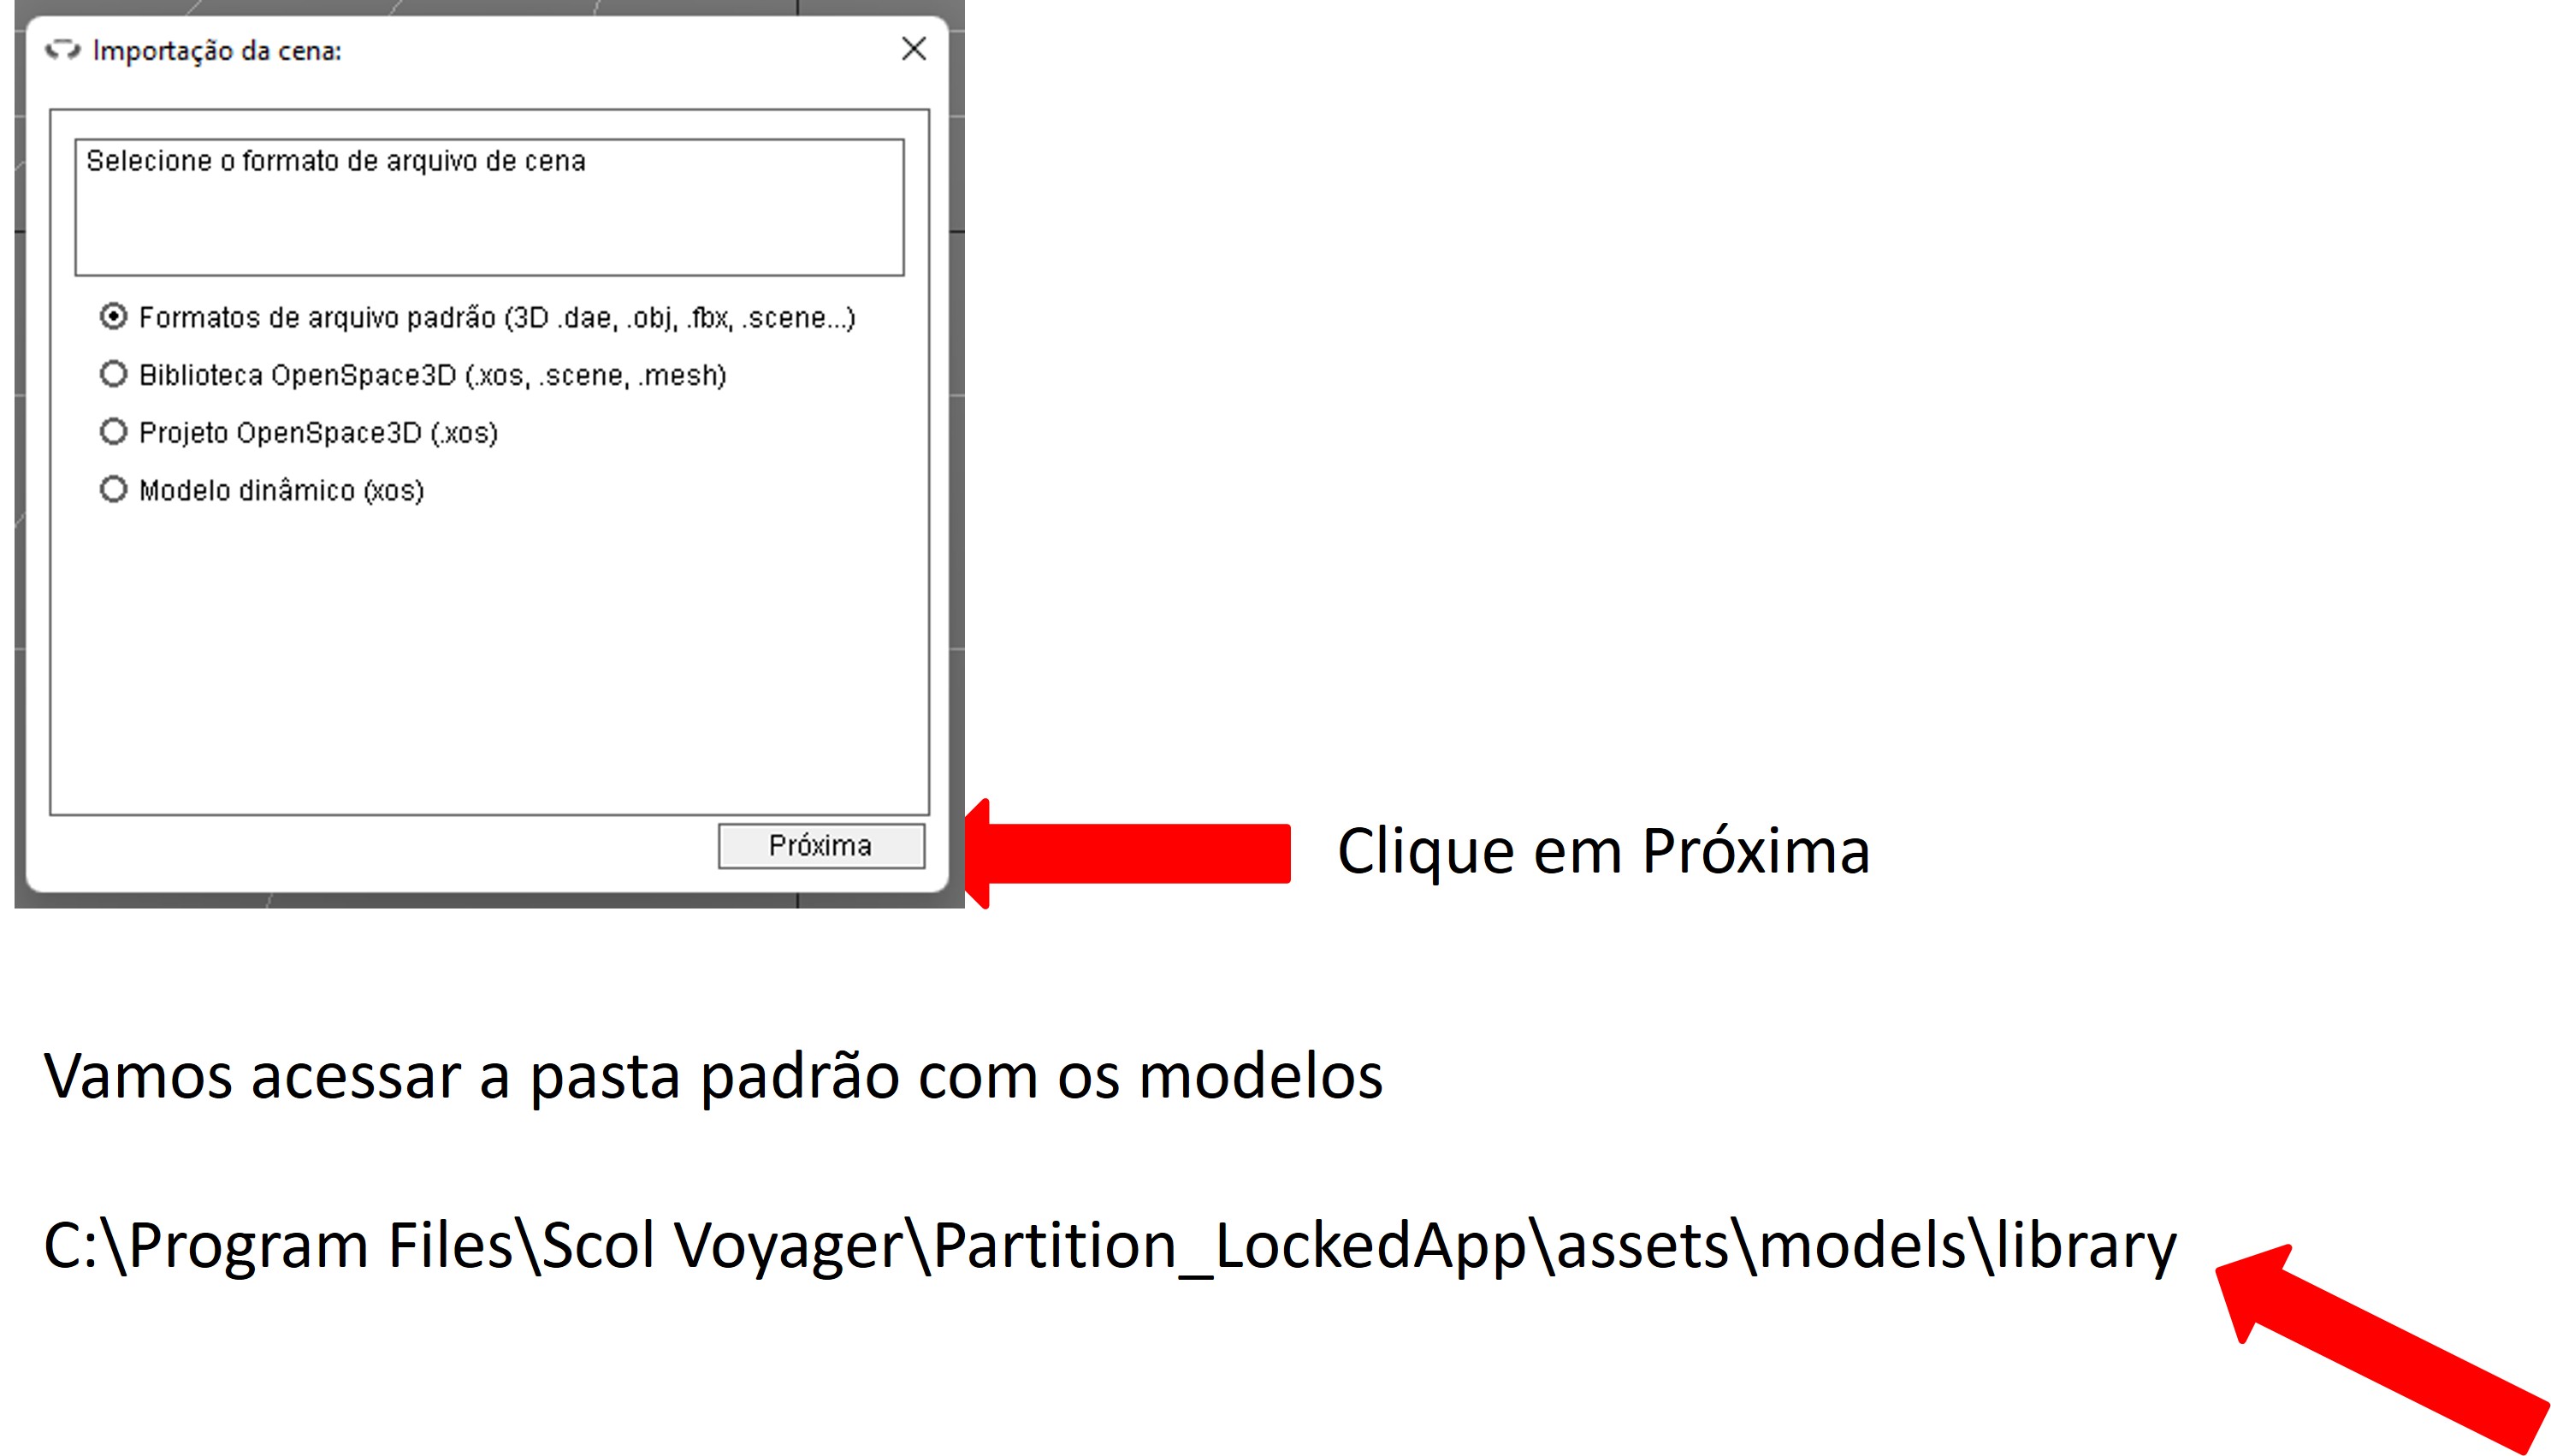 Importação da cena:
Selecione o formato de arquivo de cena
Formatos de arquivo padrão (3D .dae, .obj, .fbx, .scene...)
Biblioteca OpenSpace3D (.xos, .scene, .mesh)
Projeto OpenSpace3D (.xos)
Modelo dinâmico (xos)
Próxima
Clique em Próxima
Vamos acessar a pasta padrão com os modelos
C:\Program Files\Scol Voyager\Partition_LockedApp\assets\models\library